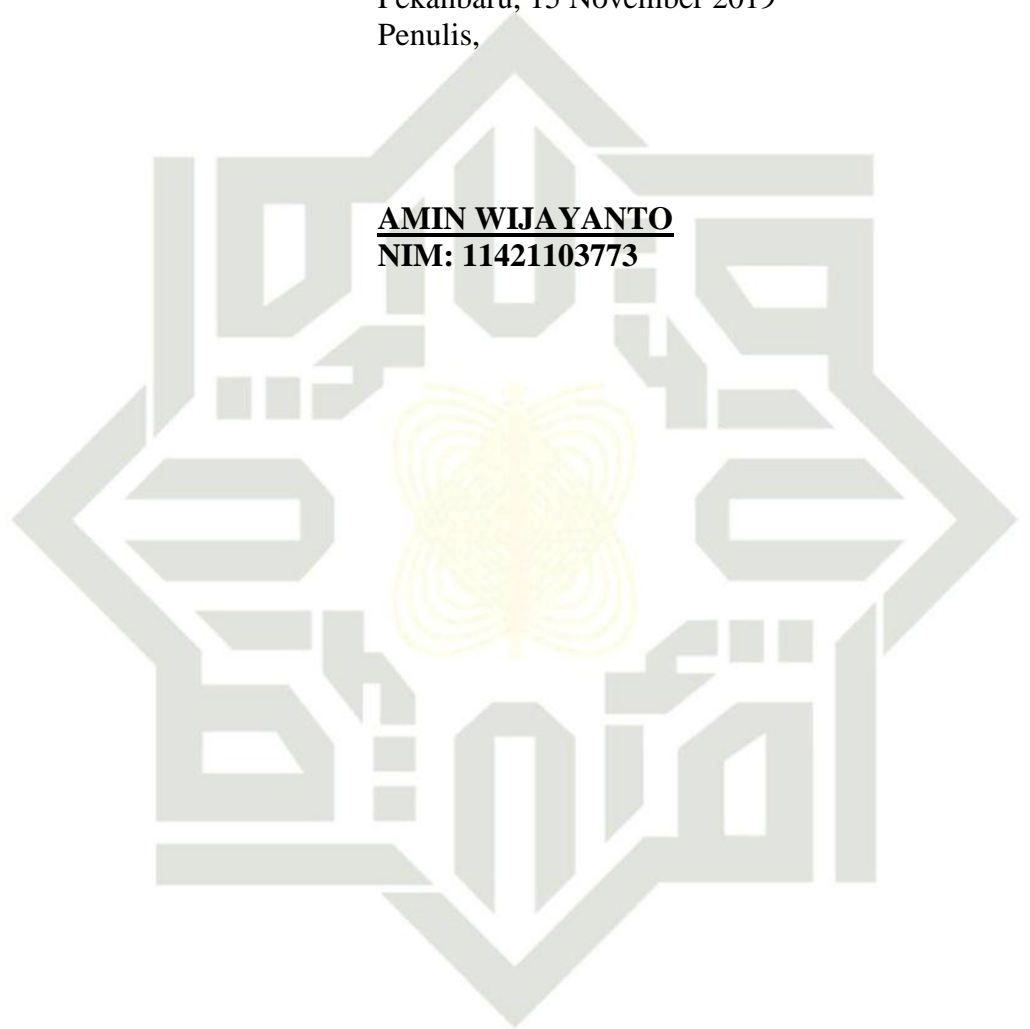 Pekanbaru, 15 November 2019
Penulis,
AMIN WIJAYANTO
NIM: 11421103773